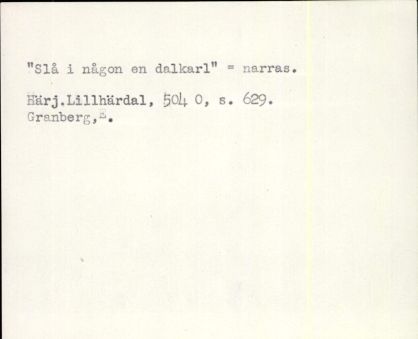 "Slå i någon en dalkarl" = narras.
Härj.Lillhärdal, 504 O, s. 629.
Granberg,